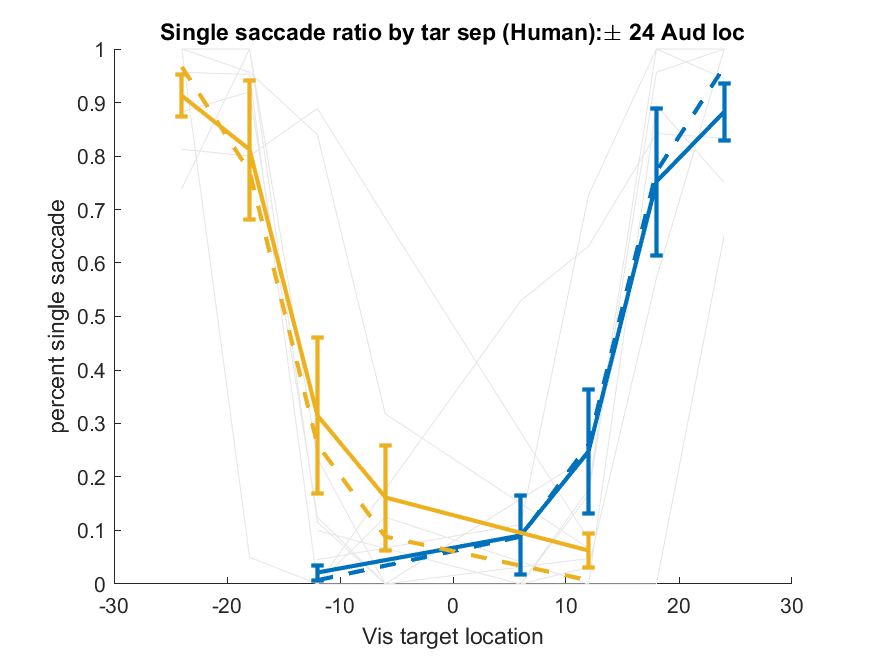 Single saccade ratio by tar sep (Human):± 24 Aud loc
1
0.9
0.8
0.7
0.6
0.5
0.4
0.3
0.2
0.1
0
percent single saccade
-30 -20 -10 0 10 20 30
Vis target location